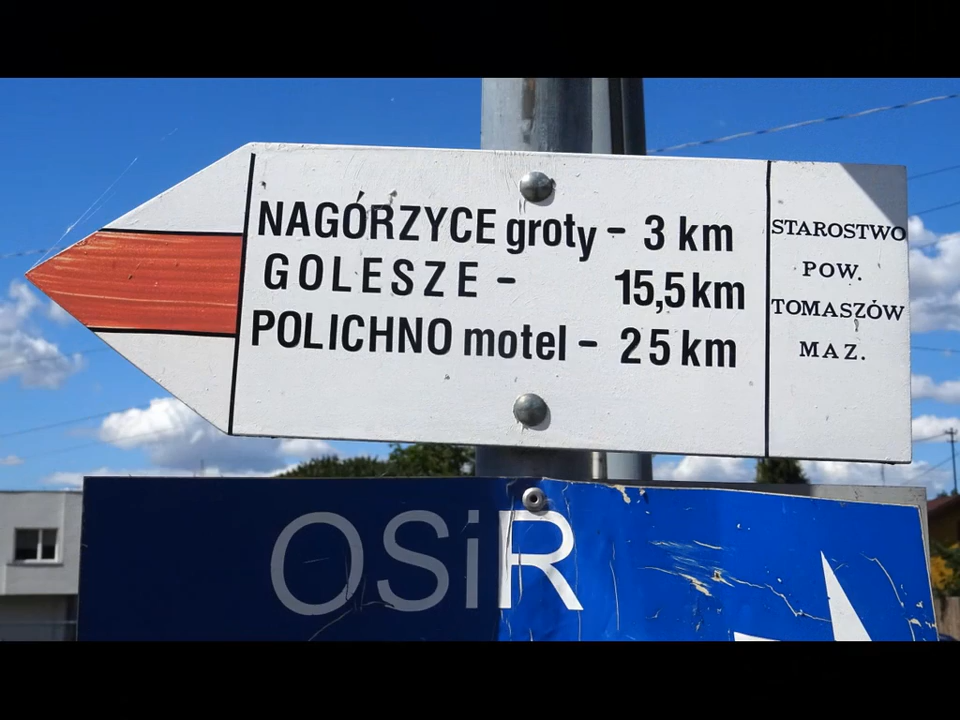 NAGÓRZYCE groty - 3 km
GOLESZE - 15,5 km
POLICHNO motel - 25 km
STAROSTWO
POW.
TOMASZÓW
MAZ.
OSiR